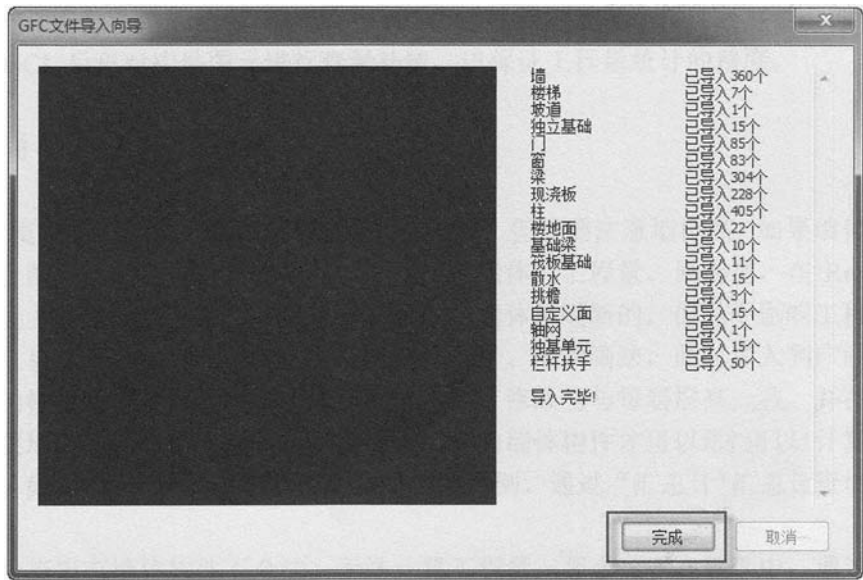 GFC文件导入向导
墙 已导入360个
楼梯 已导入7个
坡道 已导入1个
独立基础 已导入15个
门 已导入85个
窗 已导入83个
梁 已导入304个
现浇板 已导入228个
柱 已导入405个
楼地面 已导入22个
基础梁 已导入10个
筏板基础 已导入11个
散水 已导入15个
挑檐 已导入3个
自定义面 已导入15个
轴网 已导入1个
独基单元 已导入15个
栏杆扶手 已导入50个
导入完毕!
完成 取消